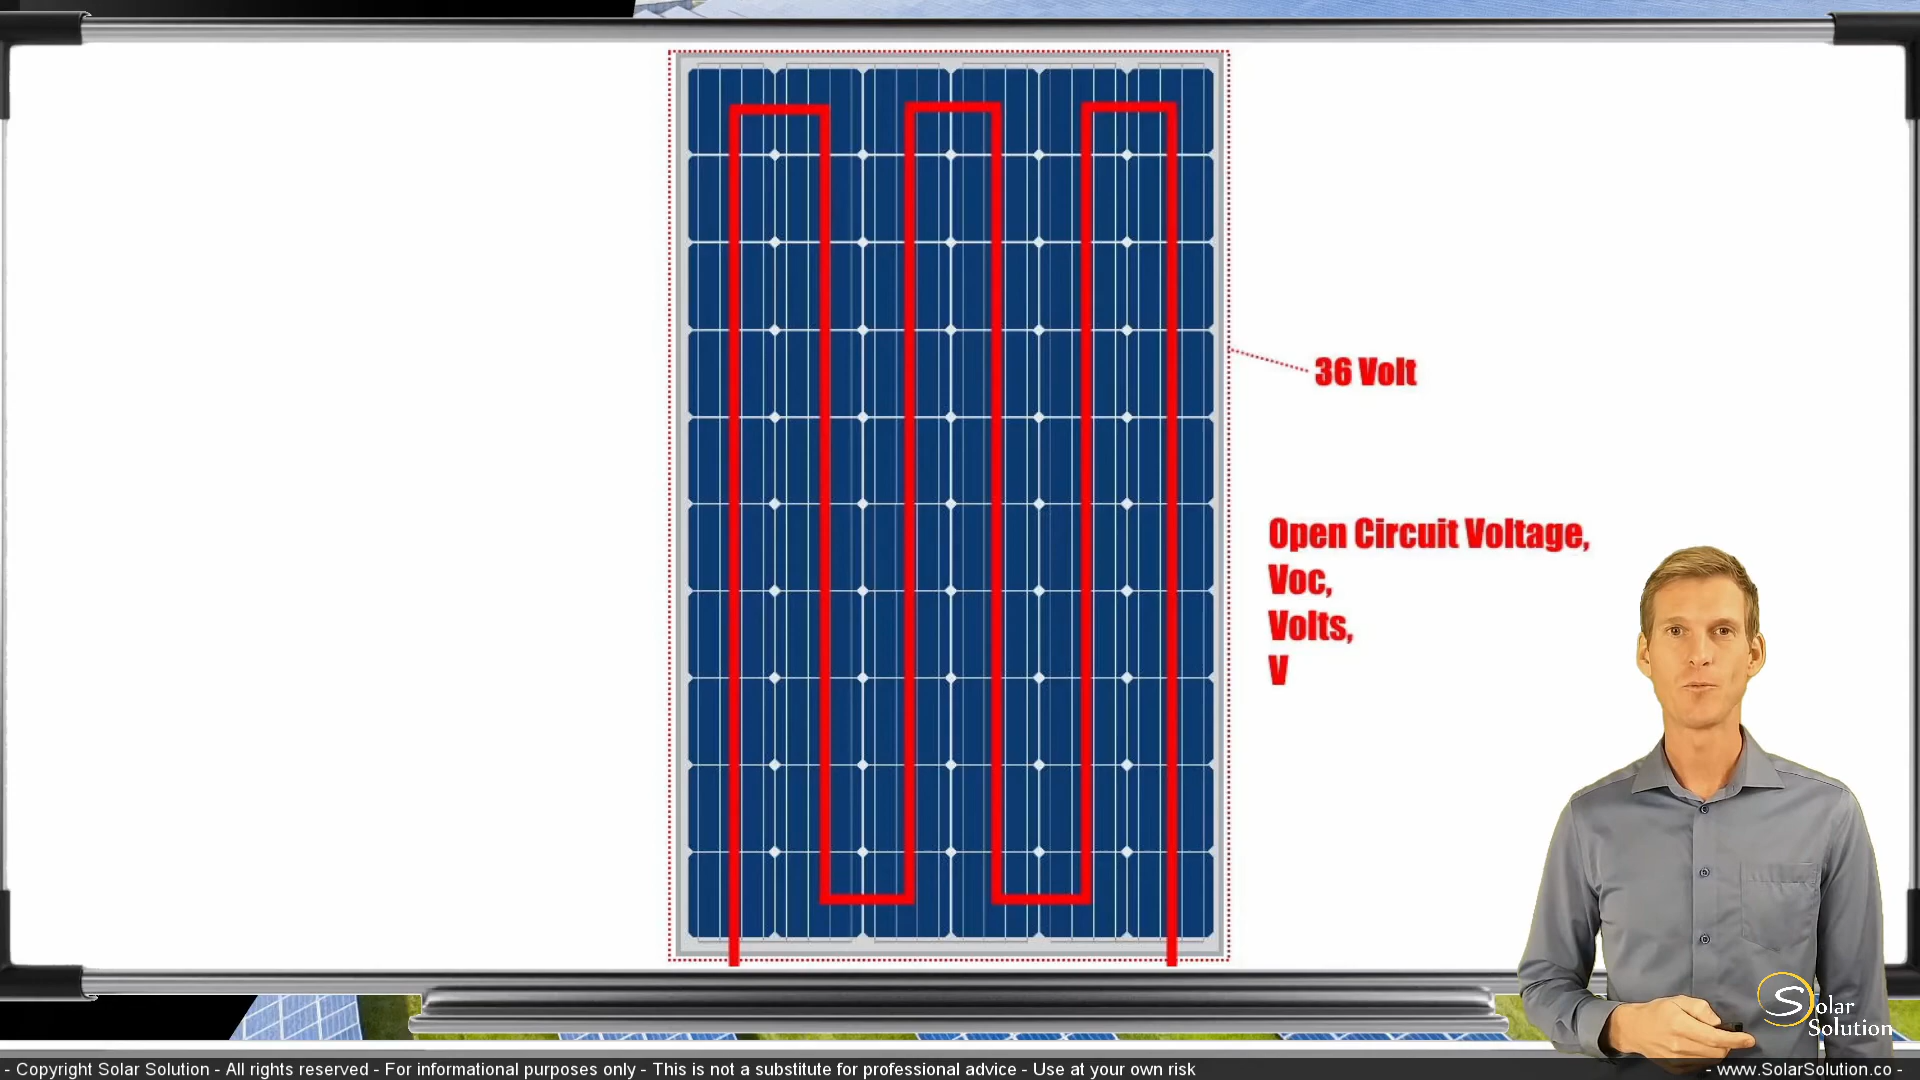 36 Volt
Open Circuit Voltage,
Voc,
Volts,
V
Solar
Solution
- Copyright Solar Solution - All rights reserved - For informational purposes only - This is not a substitute for professional advice - Use at your own risk
- www.SolarSolution.co -